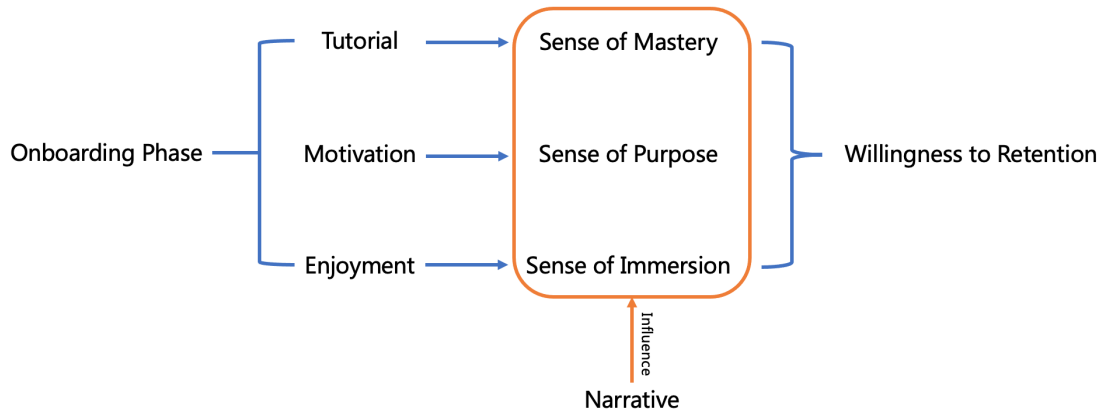 Tutorial
Sense of Mastery
Onboarding Phase
Motivation
Sense of Purpose
Willingness to Retention
Enjoyment
Sense of Immersion
Influence
Narrative